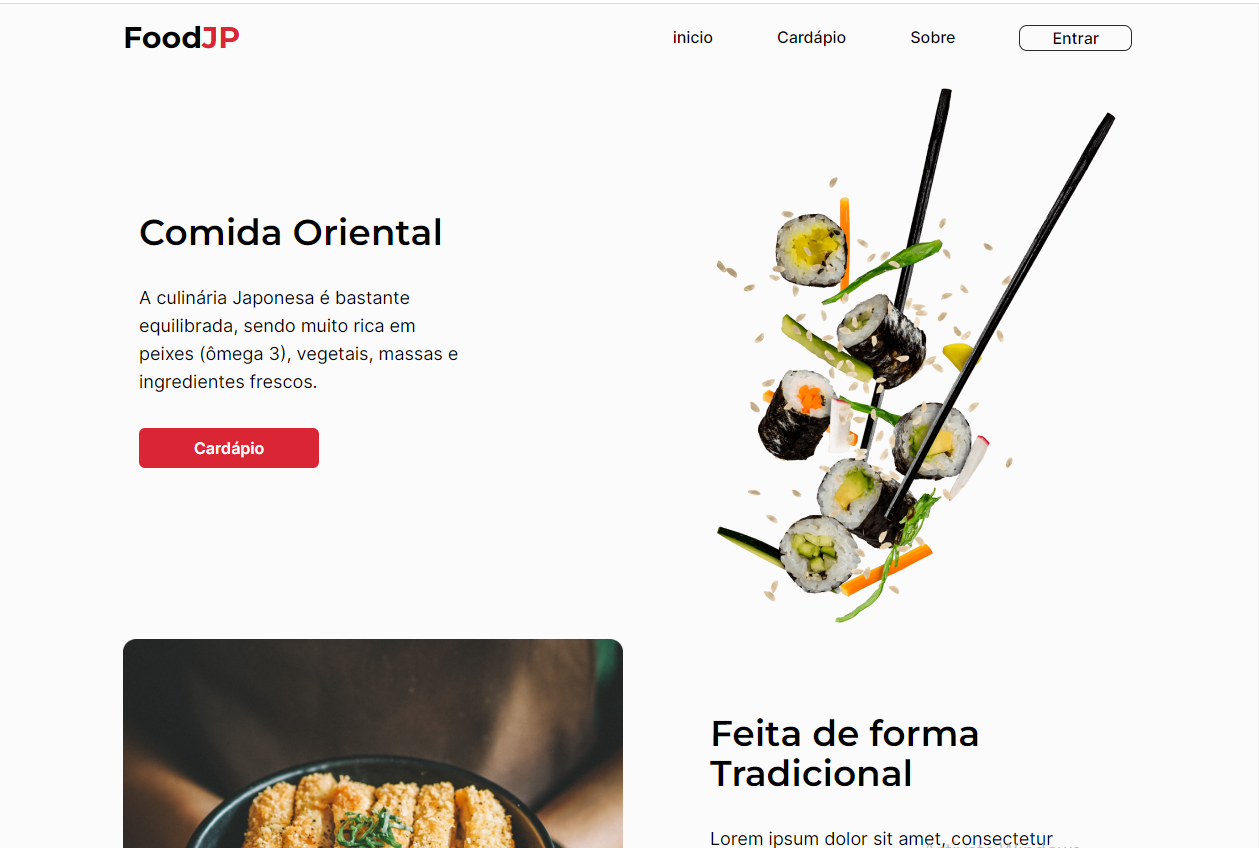 FoodJP
inicio
Cardápio
Sobre
Entrar
Comida Oriental
A culinária Japonesa é bastante
equilibrada, sendo muito rica em
peixes (ômega 3), vegetais, massas e
ingredientes frescos.
Cardápio
Feita de forma
Tradicional
Lorem ipsum dolor sit amet, consectetur